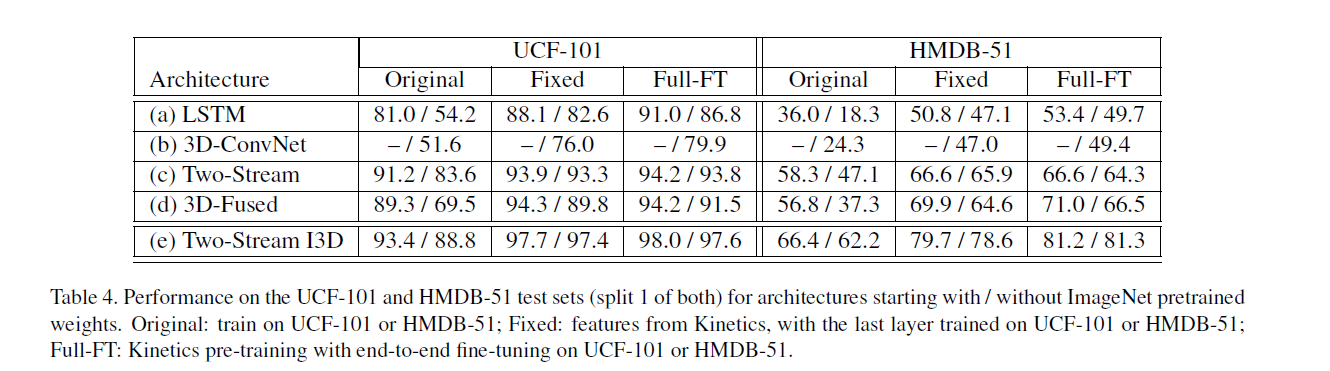 UCF-101 HMDB-51
Architecture Original Fixed Full-FT Original Fixed Full-FT
(a) LSTM 81.0 / 54.2 88.1 / 82.6 91.0 / 86.8 36.0 / 18.3 50.8 / 47.1 53.4 / 49.7
(b) 3D-ConvNet – / 51.6 – / 76.0 – / 79.9 – / 24.3 – / 47.0 – / 49.4
(c) Two-Stream 91.2 / 83.6 93.9 / 93.3 94.2 / 93.8 58.3 / 47.1 66.6 / 65.9 66.6 / 64.3
(d) 3D-Fused 89.3 / 69.5 94.3 / 89.8 94.2 / 91.5 56.8 / 37.3 69.9 / 64.6 71.0 / 66.5
(e) Two-Stream I3D 93.4 / 88.8 97.7 / 97.4 98.0 / 97.6 66.4 / 62.2 79.7 / 78.6 81.2 / 81.3
Table 4. Performance on the UCF-101 and HMDB-51 test sets (split 1 of both) for architectures starting with / without ImageNet pretrained
weights. Original: train on UCF-101 or HMDB-51; Fixed: features from Kinetics, with the last layer trained on UCF-101 or HMDB-51;
Full-FT: Kinetics pre-training with end-to-end fine-tuning on UCF-101 or HMDB-51.